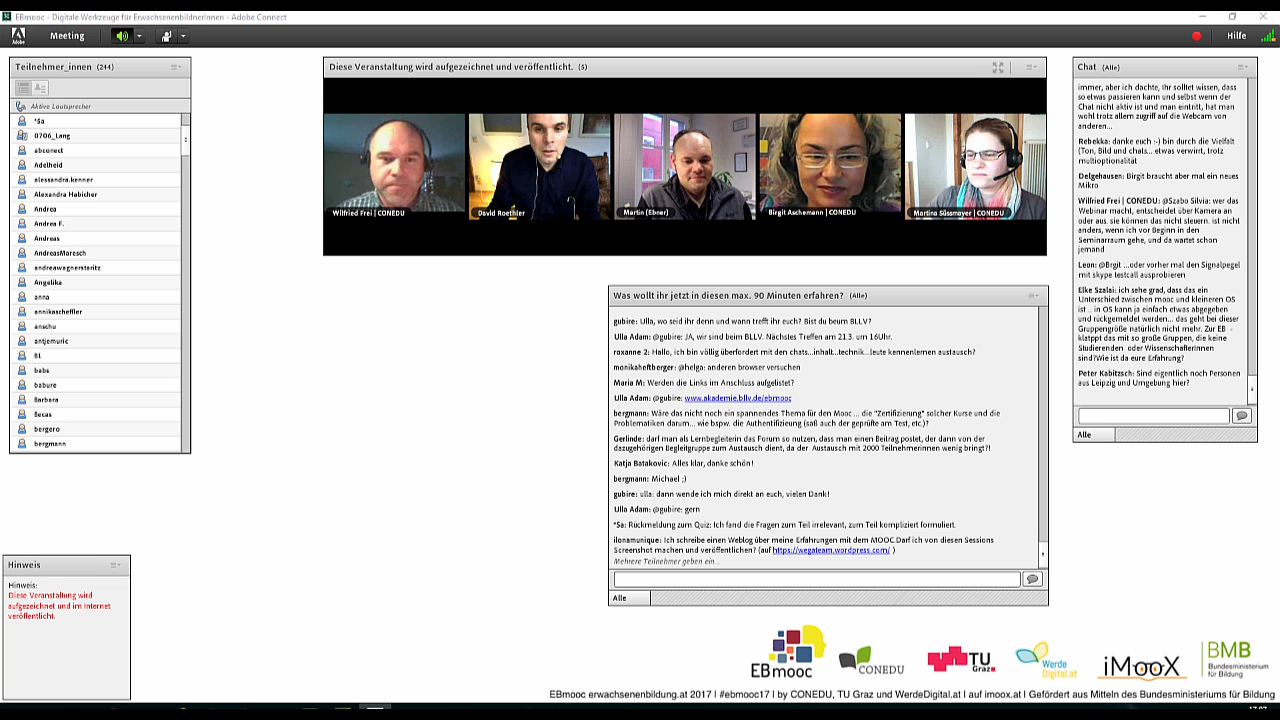 EBmooc - Digitale Werkzeuge für ErwachsenenbildnerInnen - Adobe Connect
Adobe
Meeting
Hilfe
Teilnehmer_innen (244)
Aktive Lautsprecher
*Sa
0706_Lang
abconect
Adelheid
alessandra.kenner
Alexandra Habicher
Andrea
Andrea F.
Andreas
AndreasMaresch
andreawagnerstaritz
Angelika
anna
annikascheffler
anschu
antjemuric
B1.
babs
babure
Barbara
Becas
bergero
bergmann
Diese Veranstaltung wird aufgezeichnet und veröffentlicht. (5)
Wilfried Frei | CONEDU
David Roethler
Martin (Ebner)
Birgit Aschemann | CONEDU
Martina Süssmayer | CONEDU
Was wollt ihr jetzt in diesen max. 90 Minuten erfahren? (Alle)
gubire: Ulla, wo seid ihr denn und wann trefft ihr euch? Bist du beum BLLV?
Ulla Adam: @gubire: JA, wir sind beim BLLV. Nächstes Treffen am 21.3. um 16Uhr.
roxanne 2: Hallo, ich bin völlig überfordert mit den chats...inhalt...technik...leute kennenlernen austausch?
monikaheftberger: @helga: anderen browser versuchen
Maria M: Werden die Links im Anschluss aufgelistet?
Ulla Adam: @gubire: www.akademie.bllv.de/ebmooc
bergmann: Wäre das nicht noch ein spannendes Thema für den Mooc ... die "Zertifizierung" solcher Kurse und die
Problematiken darum... wie bspw. die Authentifizierung (saß auch der geprüfte am Test, etc.)?
Gerlinde: darf man als Lernbegleiterin das Forum so nutzen, dass man einen Beitrag postet, der dann von der
dazugehörigen Begleitgruppe zum Austausch dient, da der Austausch mit 2000 Teilnehmerinnen wenig bringt?!
Katja Batakovic: Alles klar, danke schön!
bergmann: Michael ;)
gubire: ulla: dann wende ich mich direkt an euch, vielen Dank!
Ulla Adam: @gubire: gern
*Sa: Rückmeldung zum Quiz: Ich fand die Fragen zum Teil irrelevant, zum Teil kompliziert formuliert.
ilonamunique: Ich schreibe einen Weblog über meine Erfahrungen mit dem MOOC.Darf ich von diesen Sessions
Screenshot machen und veröffentlichen? (auf https://wegateam.wordpress.com/ )
Mehrere Teilnehmer geben ein...
Alle
Chat (Alle)
immer, aber ich dachte, Ihr solltet wissen, dass
so etwas passieren kann und selbst wenn der
Chat nicht aktiv ist und man eintritt, hat man
wohl trotz allem zugriff auf die Webcam von
anderen...
Rebekka: danke euch :-) bin durch die Vielfalt
(Ton, Bild und chats... etwas verwirrt, trotz
multioptionalität
Delgehausen: Birgit braucht aber mal ein neues
Mikro
Wilfried Frei | CONEDU: @Szabo Silvia: wer das
Webinar macht, entscheidet über Kamera an
oder aus. sie können das nicht steuern. ist nicht
anders, wenn ich vor Beginn in den
Seminarraum gehe, und da wartet schon
jemand
Leon: @Brgit ...oder vorher mal den Signalpegel
mit skype testcall ausprobieren
Elke Szalai: ich sehe grad, dass das ein
Unterschied zwischen mooc und kleineren OS
ist .. in OS kann ja einfach etwas abgegeben
und rückgemeldet werden... das geht bei dieser
Gruppengröße natürlich nicht mehr. Zur EB -
klappt das mit so große Gruppen, die keine
Studierenden oder WissenschafterInnen
sind?Wie ist da eure Erfahrung?
Peter Kabitzsch: Sind eigentlich noch Personen
aus Leipzig und Umgebung hier?
Alle
Hinweis
Hinweis:
Diese Veranstaltung wird
aufgezeichnet und im Internet
veröffentlicht.
EBmooc
CONEDU
TU Graz
Werde Digital.at
iMooX
BMB
Bundesministerium
für Bildung
EBmooc erwachsenenbildung.at 2017 I #ebmooc17 I by CONEDU, TU Graz und WerdeDigital.at I auf imoox.at I Gefördert aus Mitteln des Bundesministeriums für Bildung